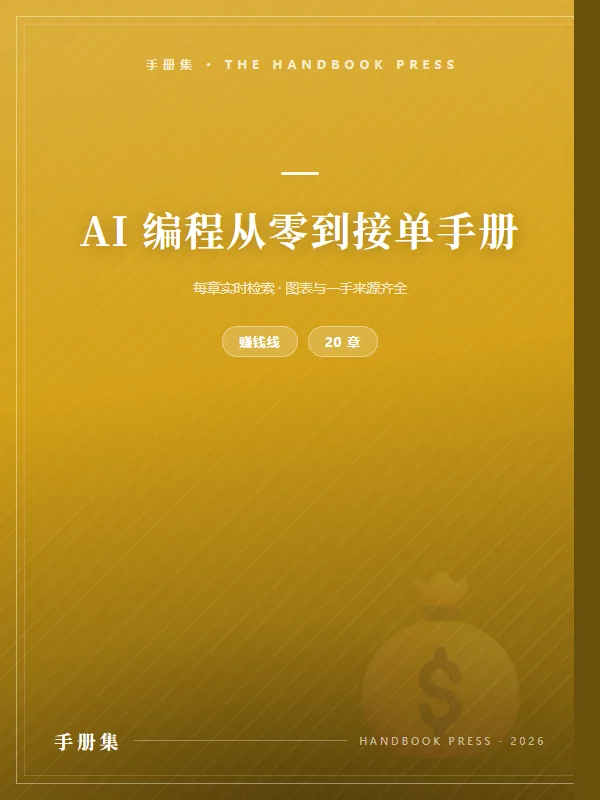 手册集 • THE HANDBOOK PRESS
AI 编程从零到接单手册
每章实时检索 · 图表与一手来源齐全
赚钱线 20 章
$
手册集 HANDBOOK PRESS · 2026